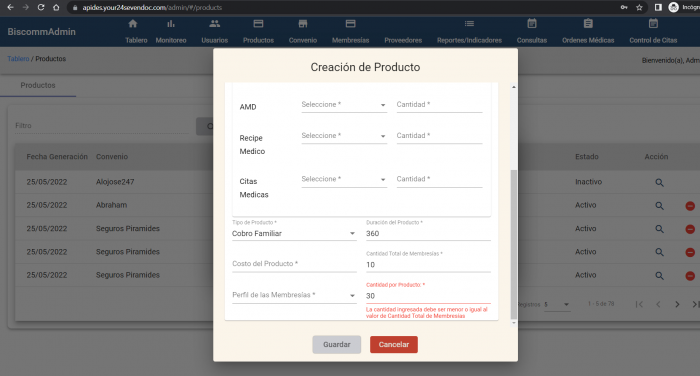 apides.your24sevendoc.com/admin/#/products
Incógn
BiscommAdmin
Tablero Monitoreo Usuarios Productos Convenio Membresías Proveedores Reportes/Indicadores Consultas Ordenes Médicas Control de Citas
Tablero / Productos
Bienvenido(a), Adm
Productos
Filtro
Fecha Generación Convenio Estado Acción
25/05/2022 Alojose247 Inactivo
25/05/2022 Abraham Activo
25/05/2022 Seguros Piramides Activo
25/05/2022 Seguros Piramides Activo
25/05/2022 Seguros Piramides Activo
5 1 - 5 de 78
Creación de Producto
AMD Seleccione * Cantidad *
Recipe Medico Seleccione * Cantidad *
Citas Medicas Seleccione * Cantidad *
Tipo de Producto * Duración del Producto *
Cobro Familiar 360
Cantidad Total de Membresías *
Costo del Producto * 10
Cantidad por Producto: *
Perfil de las Membresías * 30
La cantidad ingresada debe ser menor o igual al
valor de Cantidad Total de Membresías
Guardar Cancelar